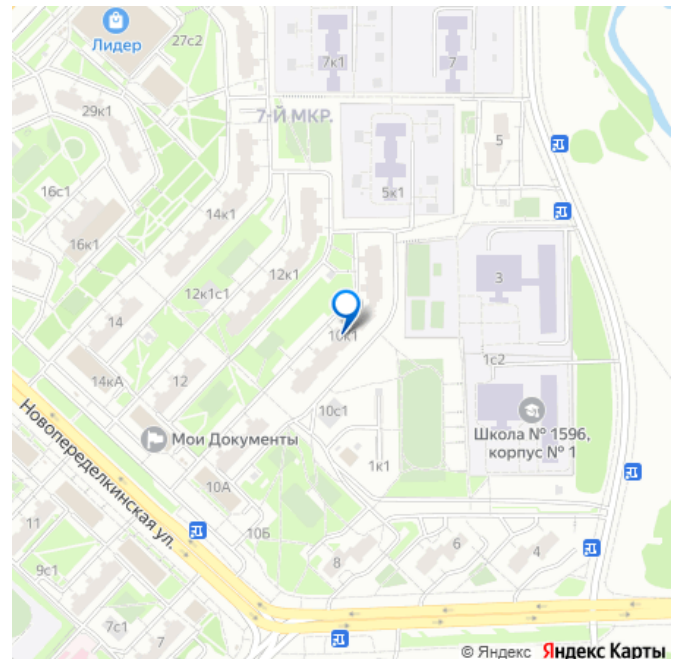 Лидер
27с2
7к1
7
29к1
7-Й МКР.
5
16с1
5к1
14к1
16к1
12к1
3
12к1с1
14
10к1
1с2
14кА
12
10с1
Новопеределкинская ул.
Мои Документы
Школа № 1596,
корпус № 1
1к1
10А
11
10Б
8
6
4
9с1
7с1
7
© Яндекс Яндекс Карты